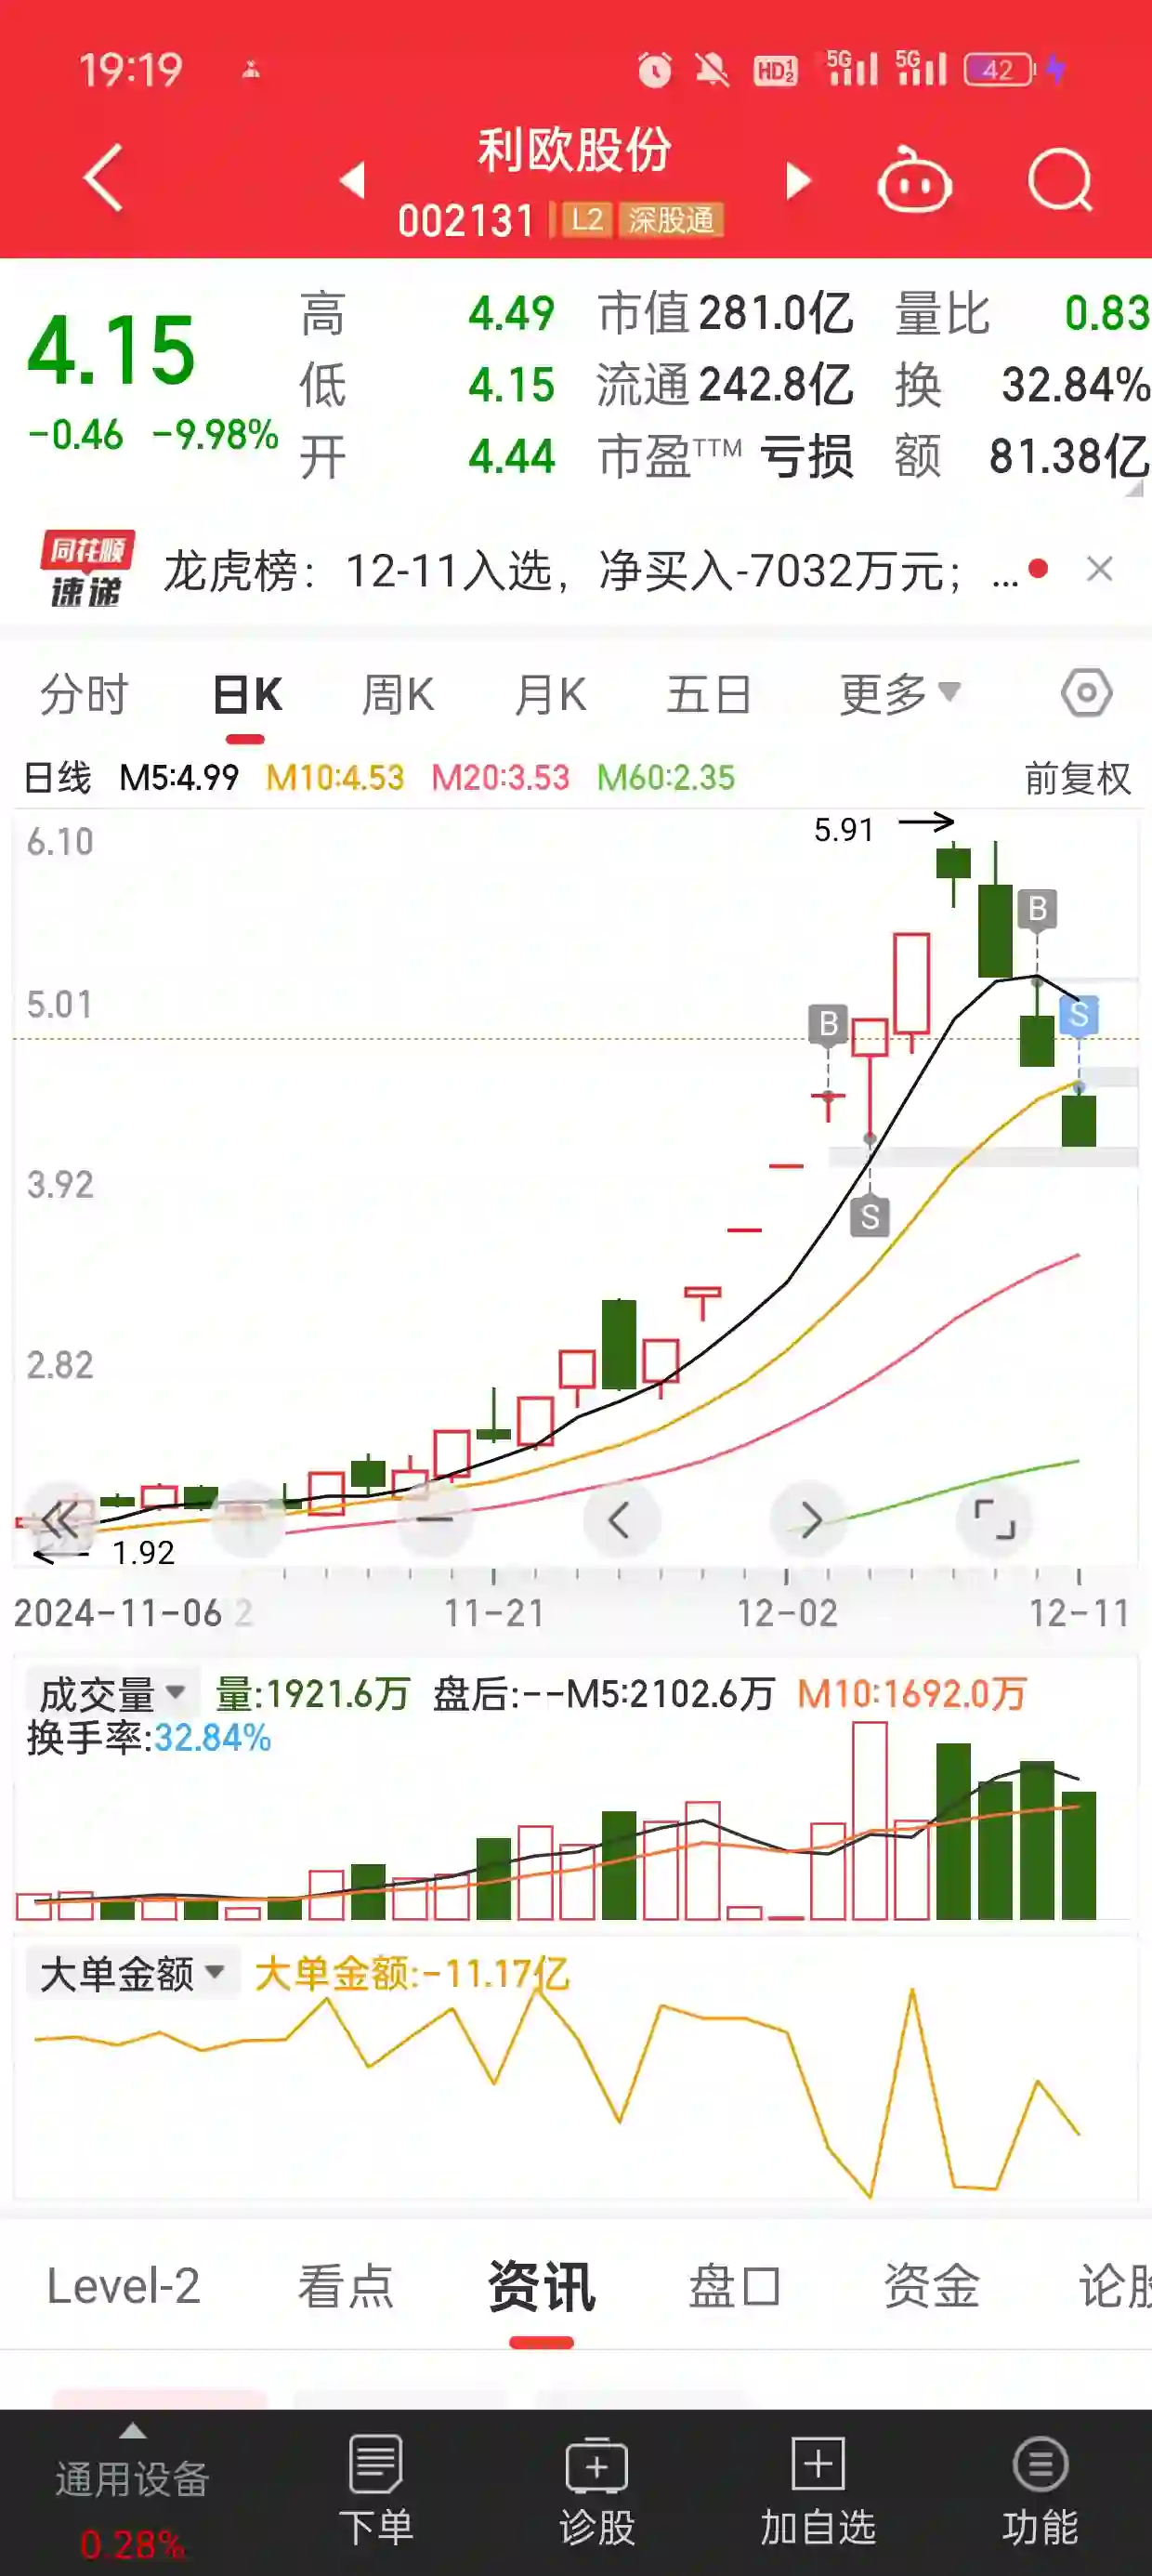 19:19
HD 1 2 5G 5G 42
利欧股份
002131 L2 深股通
4.15
-0.46 -9.98%
高 4.49 市值 281.0亿 量比 0.83
低 4.15 流通 242.8亿 换 32.84%
开 4.44 市盈TTM 亏损 额 81.38亿
同花顺
速递
龙虎榜：12-11入选，净买入-7032万元；...
分时 日K 周K 月K 五日 更多
日线 M5:4.99 M10:4.53 M20:3.53 M60:2.35 前复权
5.91
6.10
B
5.01
B
S
3.92
S
2.82
1.92
2024-11-06 2 11-21 12-02 12-11
成交量 量:1921.6万 盘后:--M5:2102.6万 M10:1692.0万
换手率:32.84%
大单金额 大单金额:-11.17亿
Level-2 看点 资讯 盘口 资金 论股
通用设备
0.28%
下单 诊股 加自选 功能